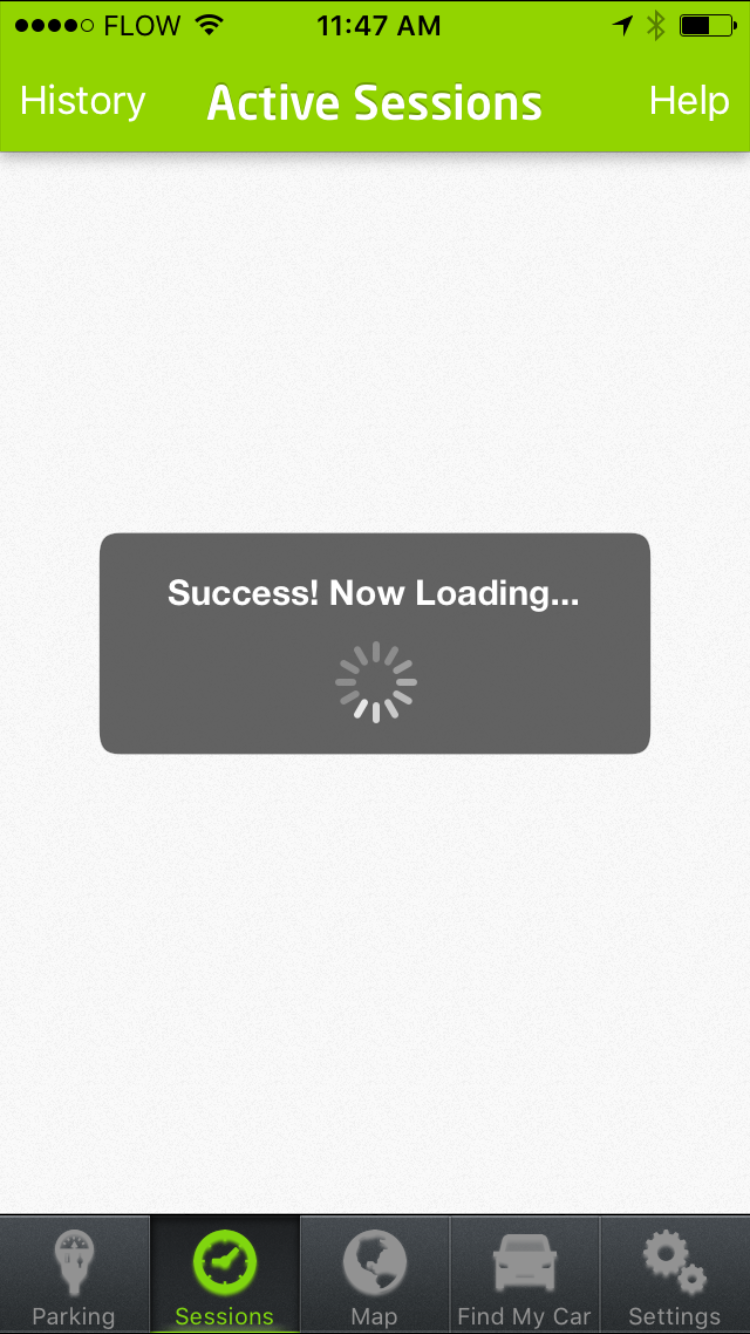 FLOW 11:47 AM
History Active Sessions Help
Success! Now Loading...
Parking Sessions Map Find My Car Settings